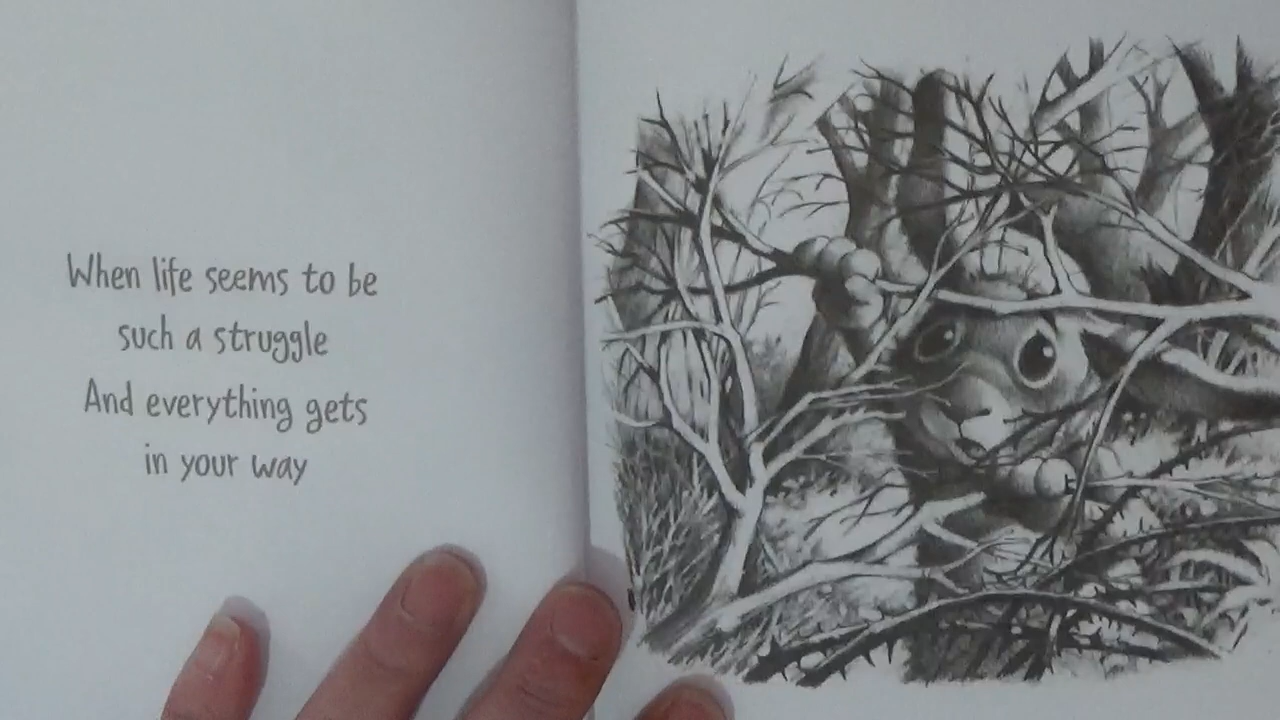 When life seems to be
such a struggle
And everything gets
in your way